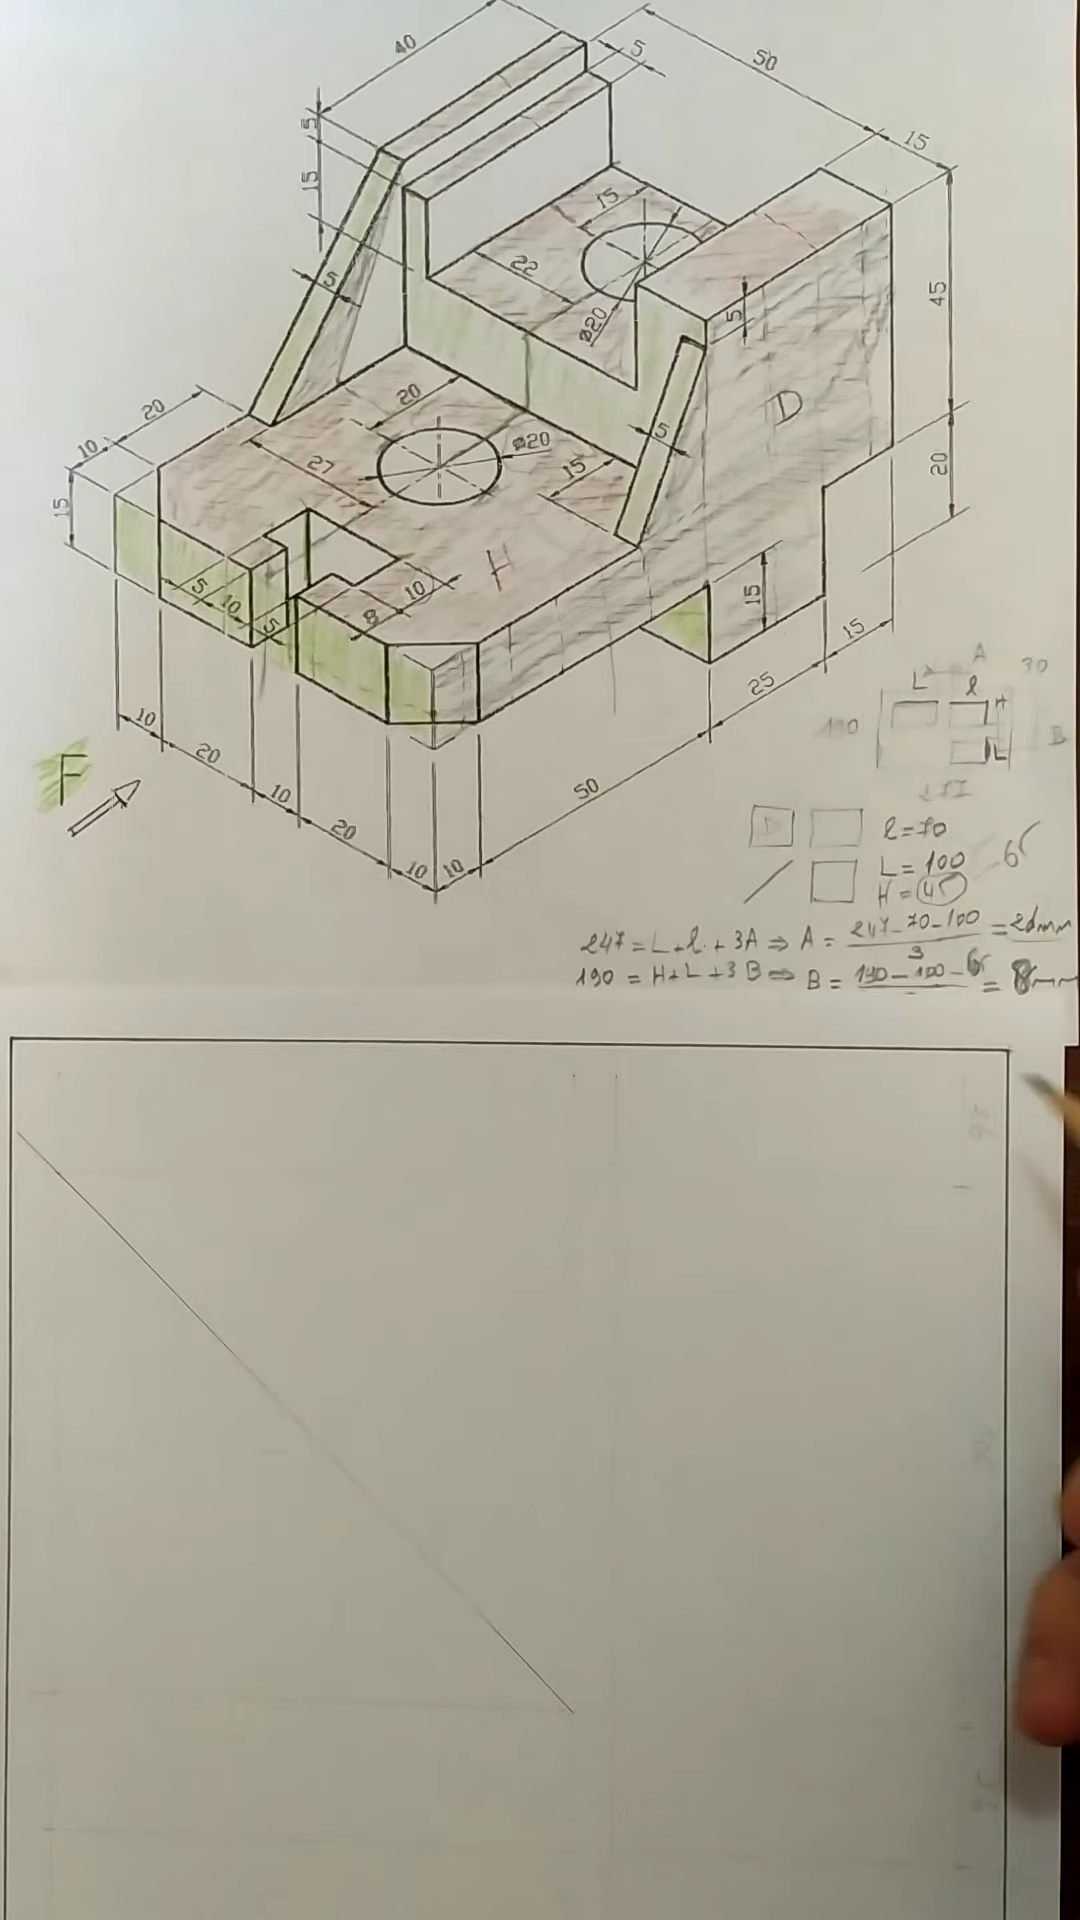 40
5
50
15
5
15
15
45
22
5
5
ø20
D
20
20
10
5
ø20
20
27
15
15
H
10
5
10
8
5
15
15
25
10
20
50
10
20
10
10
F
A
30
L
l
H
190
B
L
D
l=70
L=100
65
H=45
247 = L+l+3A ⇒ A = 247-70-100 / 3 = 26mm
190 = H+L+3B ⇒ B = 190-100-65 = 8mm
26